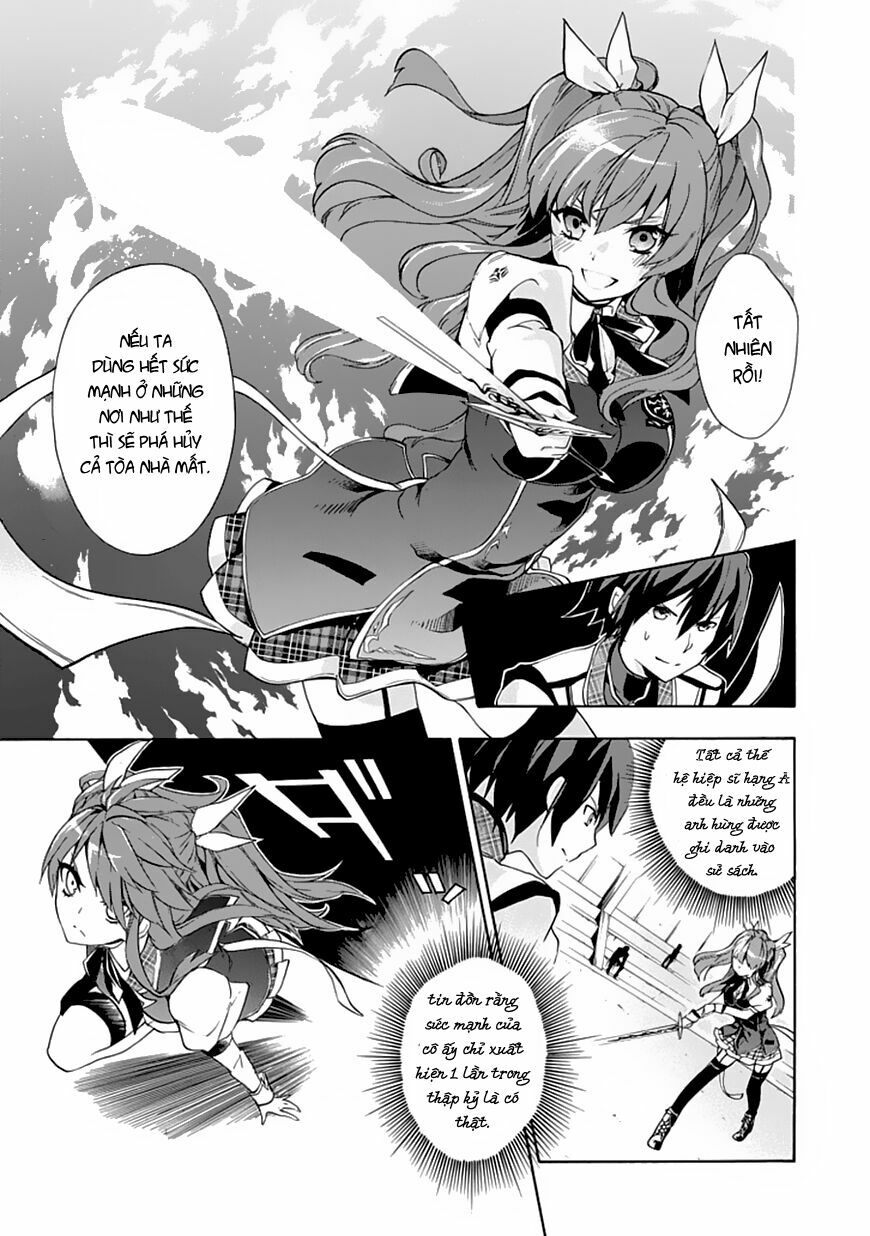 TẤT
NHIÊN
RỒI!
NẾU TA
DÙNG HẾT SỨC
MẠNH Ở NHỮNG
NƠI NHƯ THẾ
THÌ SẼ PHÁ HỦY
CẢ TÒA NHÀ MẤT.
Tất cả thế
hệ hiệp sĩ hạng A
đều là những
anh hùng được
ghi danh vào
sử sách.
tin đồn rằng
sức mạnh của
cô ấy chỉ xuất
hiện 1 lần trong
thập kỷ là có
thật.
ダッ